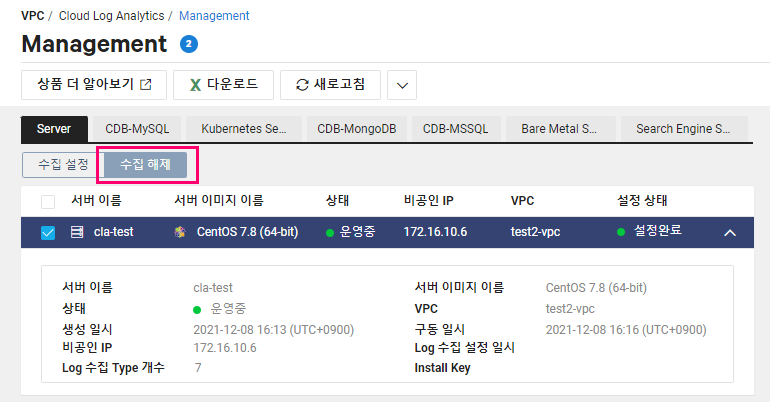 VPC / Cloud Log Analytics / Management
Management 2
상품 더 알아보기 다운로드 새로고침
Server CDB-MySQL Kubernetes Se... CDB-MongoDB CDB-MSSQL Bare Metal S... Search Engine S...
수집 설정 수집 해제
서버 이름 서버 이미지 이름 상태 비공인 IP VPC 설정 상태
cla-test CentOS 7.8 (64-bit) 운영중 172.16.10.6 test2-vpc 설정완료
서버 이름 cla-test 서버 이미지 이름 CentOS 7.8 (64-bit)
상태 운영중 VPC test2-vpc
생성 일시 2021-12-08 16:13 (UTC+0900) 구동 일시 2021-12-08 16:16 (UTC+0900)
비공인 IP 172.16.10.6 Log 수집 설정 일시
Log 수집 Type 개수 7 Install Key